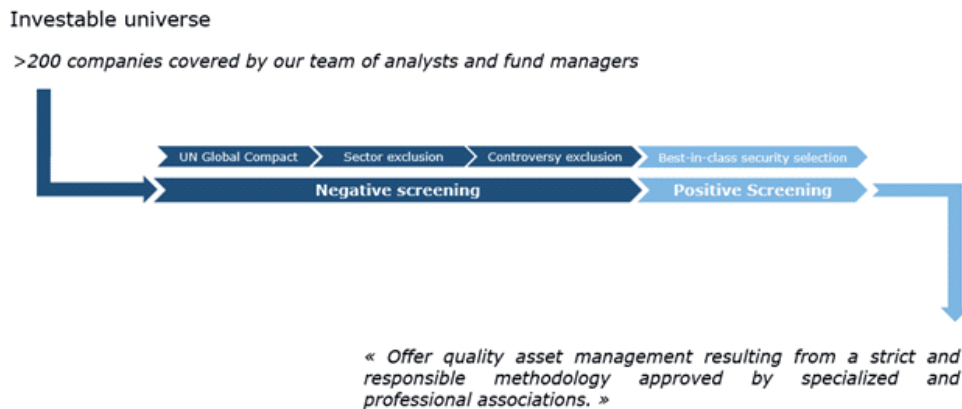 Investable universe
>200 companies covered by our team of analysts and fund managers
UN Global Compact Sector exclusion Controversy exclusion Best-in-class security selection
Negative screening Positive Screening
« Offer quality asset management resulting from a strict and
responsible methodology approved by specialized and
professional associations. »